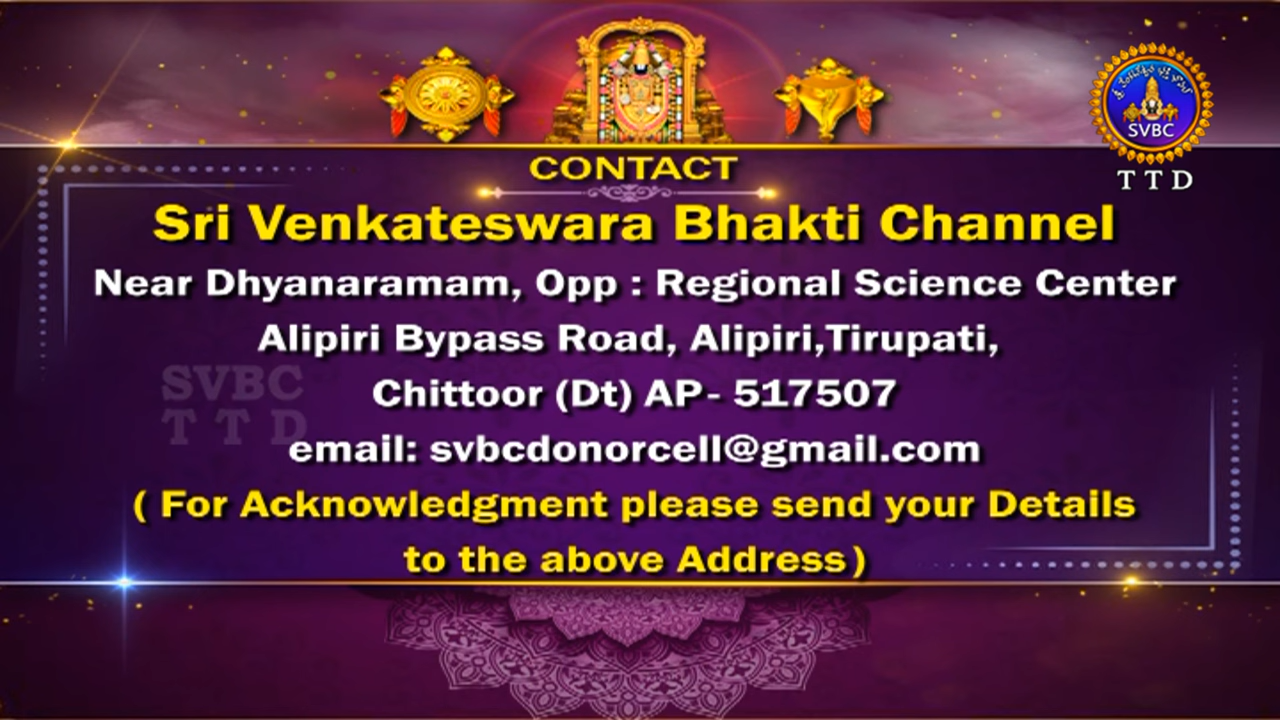 SVBC
T T D
CONTACT
Sri Venkateswara Bhakti Channel
Near Dhyanaramam, Opp : Regional Science Center
Alipiri Bypass Road, Alipiri,Tirupati,
SVBC
T T D
Chittoor (Dt) AP- 517507
email: svbcdonorcell@gmail.com
( For Acknowledgment please send your Details
to the above Address)